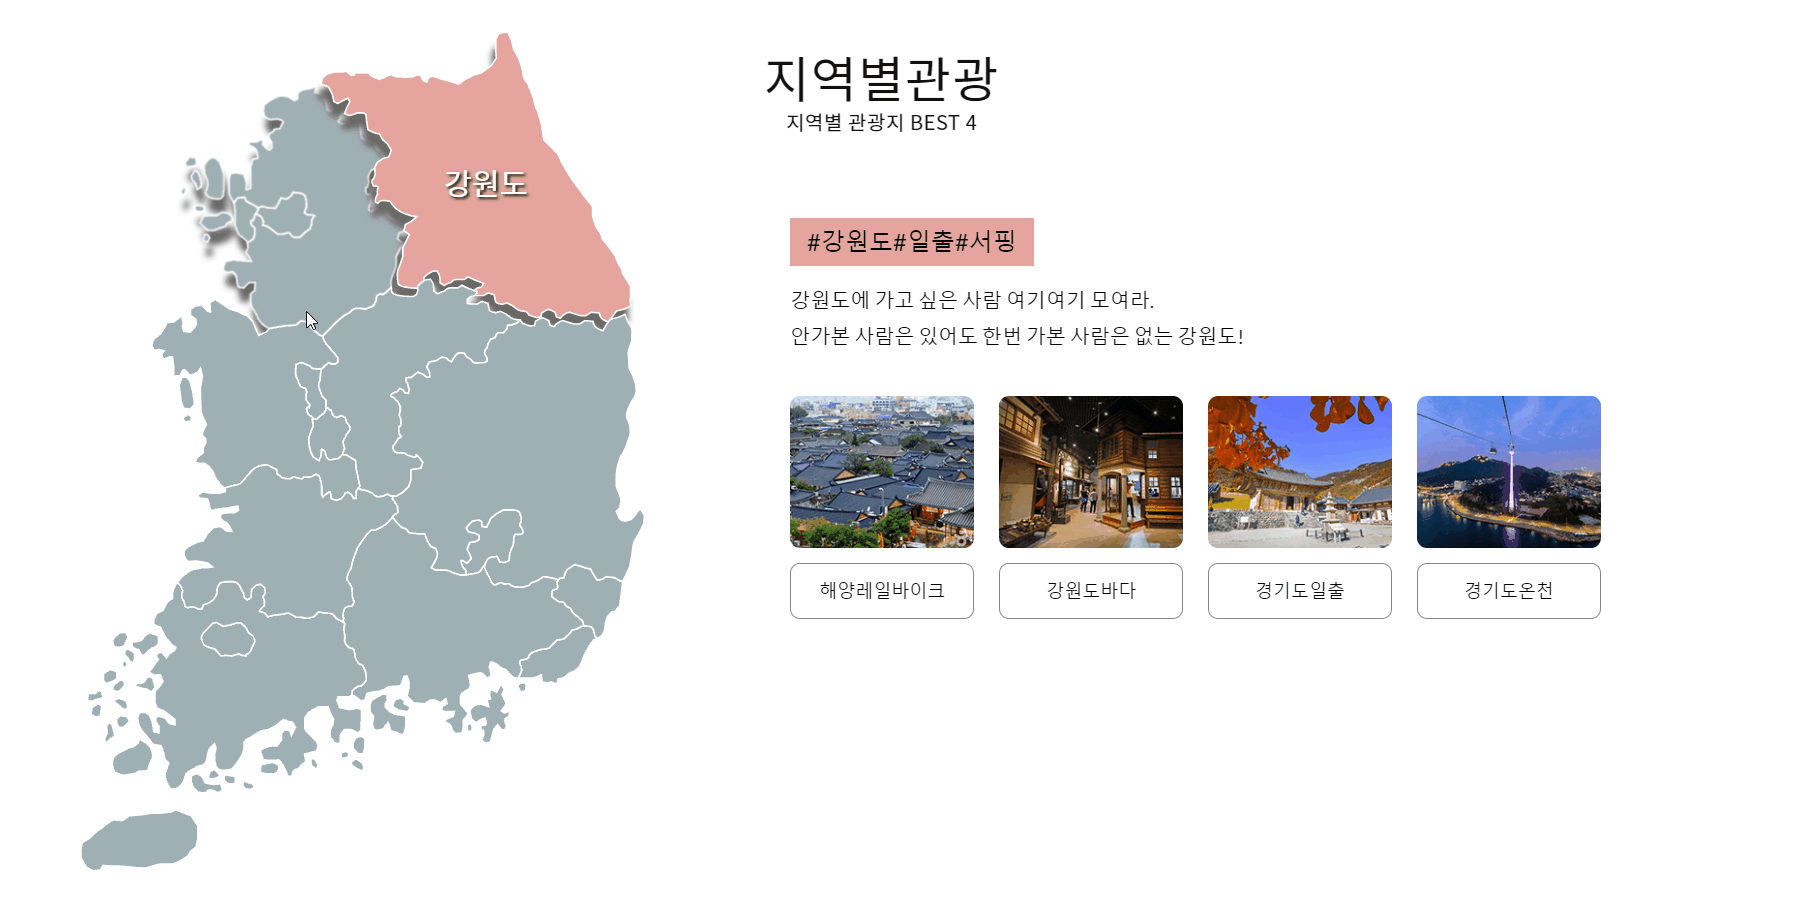 지역별관광
지역별 관광지 BEST 4
강원도
#강원도#일출#서핑
강원도에 가고 싶은 사람 여기여기 모여라.
안가본 사람은 있어도 한번 가본 사람은 없는 강원도!
해양레일바이크
강원도바다
경기도일출
경기도온천